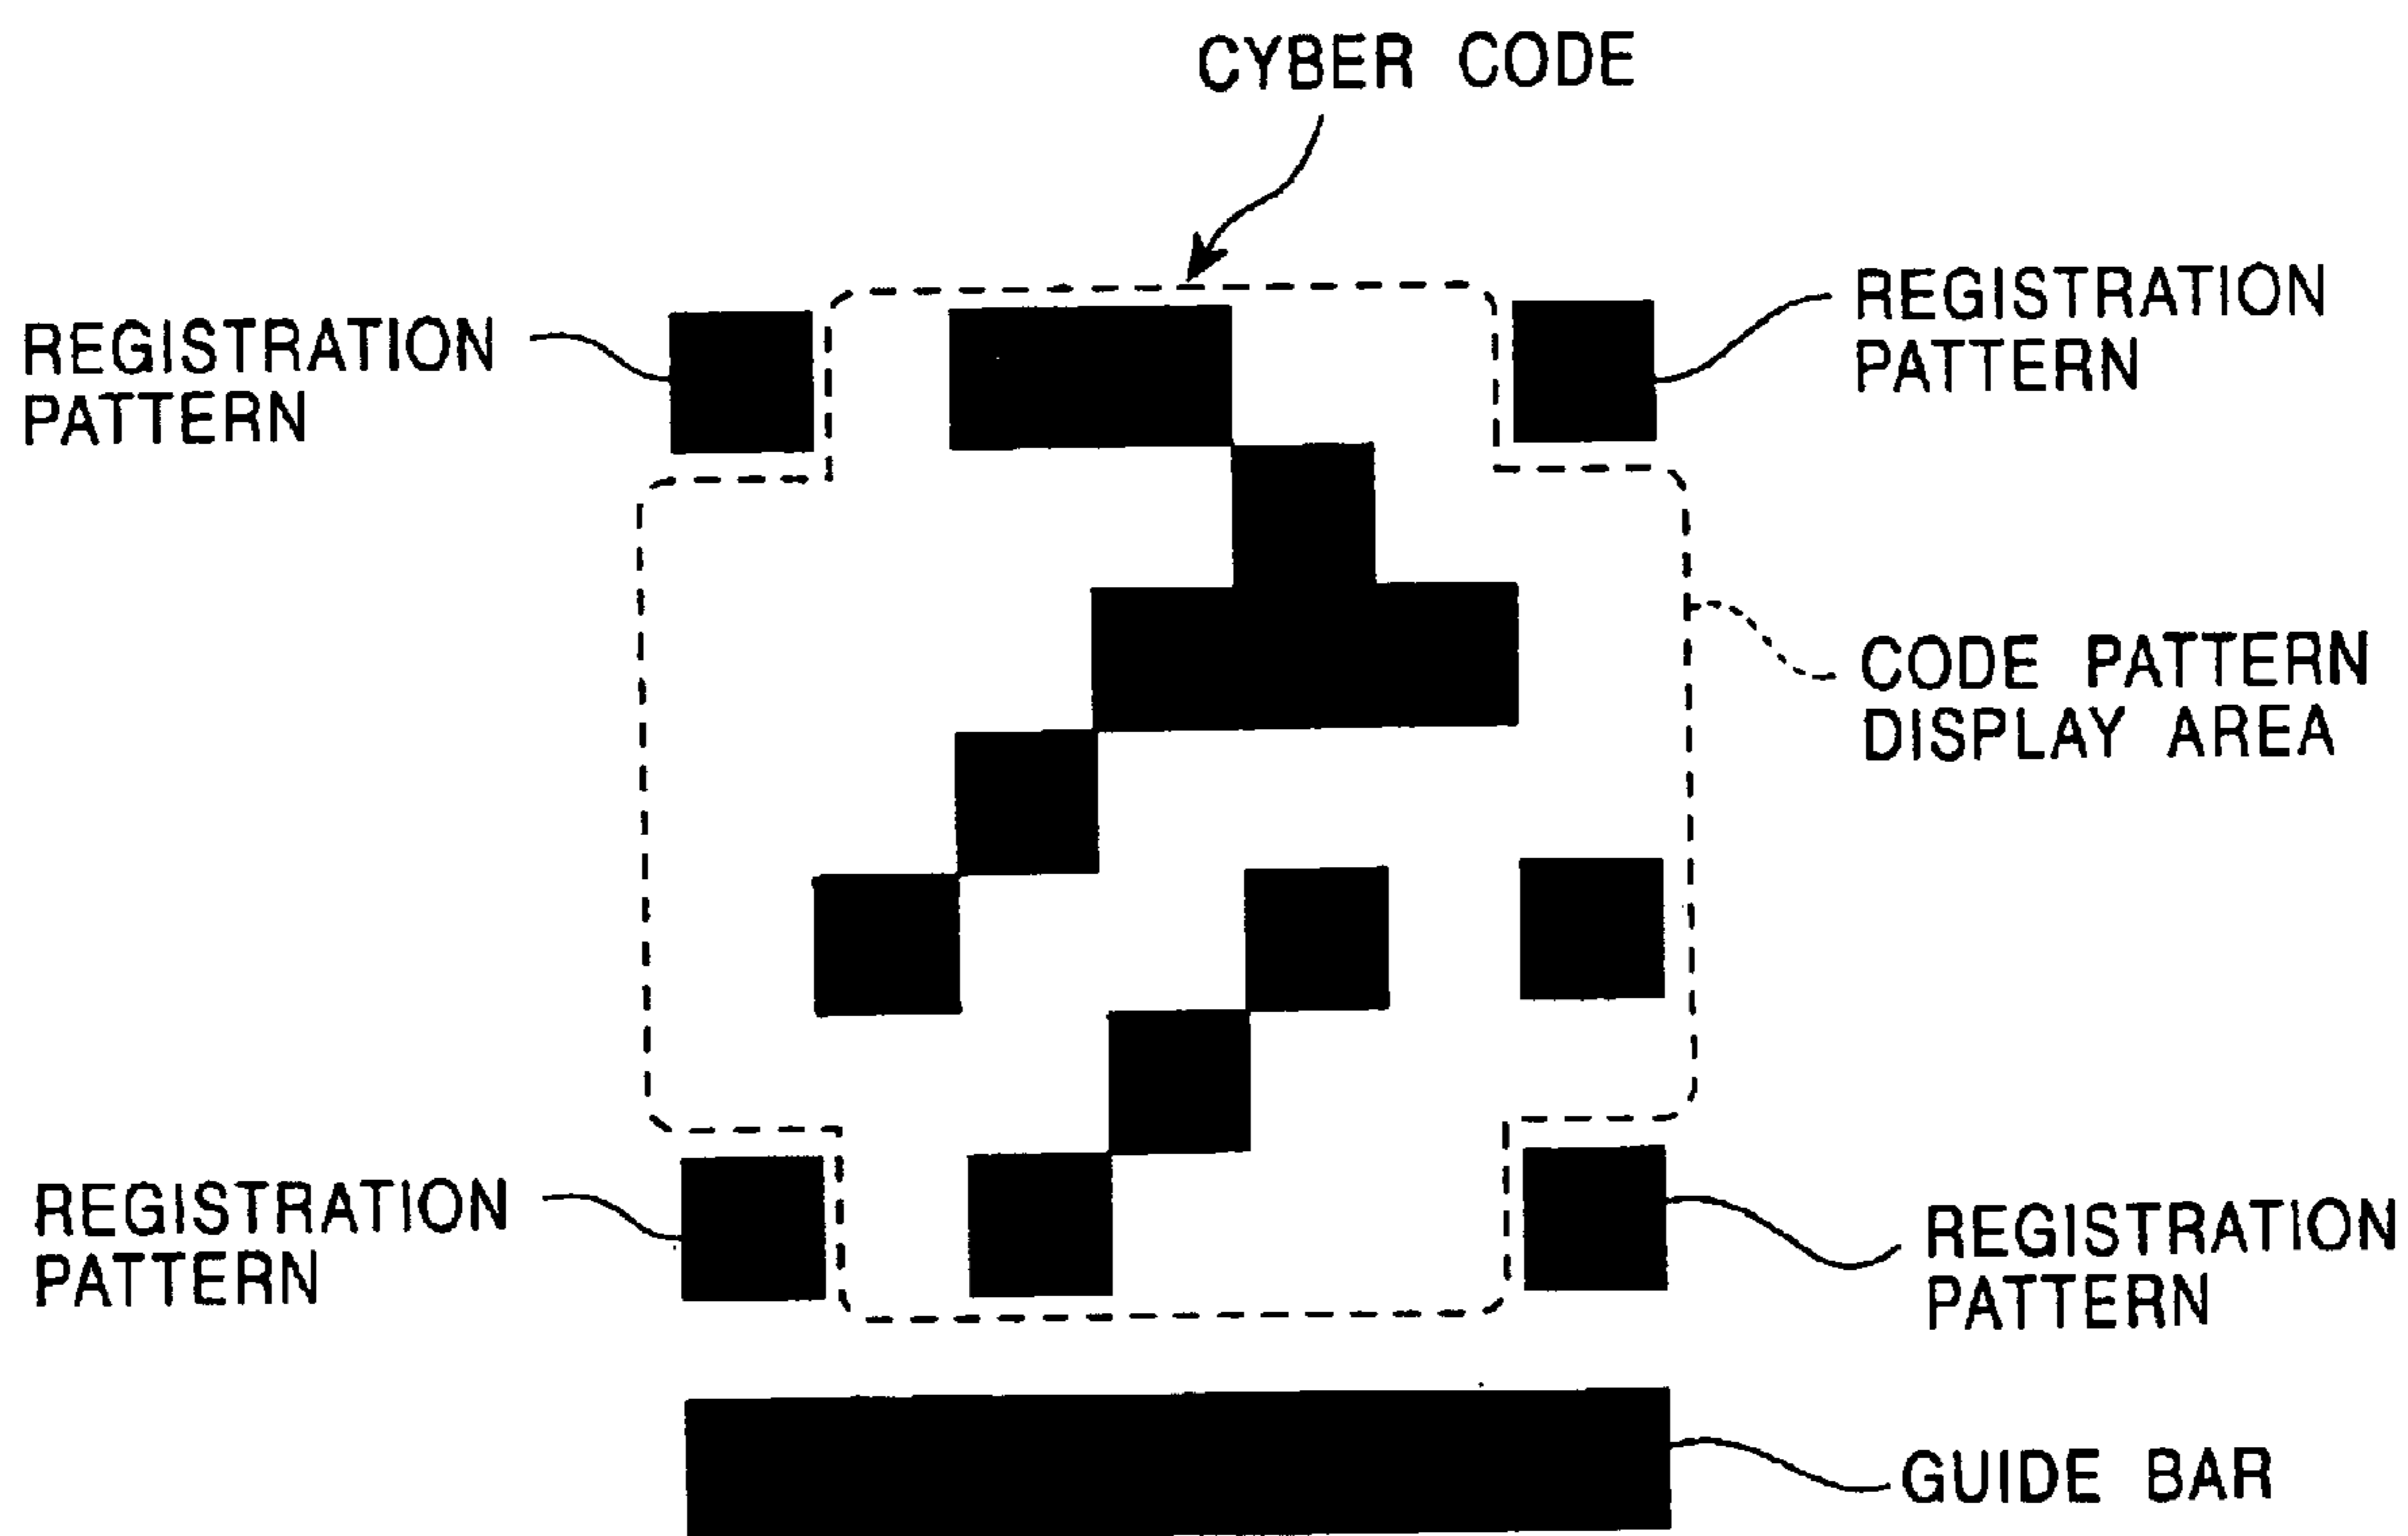 CYBER CODE
REGISTRATION
PATTERN
REGISTRATION
PATTERN
CODE PATTERN
DISPLAY AREA
REGISTRATION
PATTERN
REGISTRATION
PATTERN
GUIDE BAR